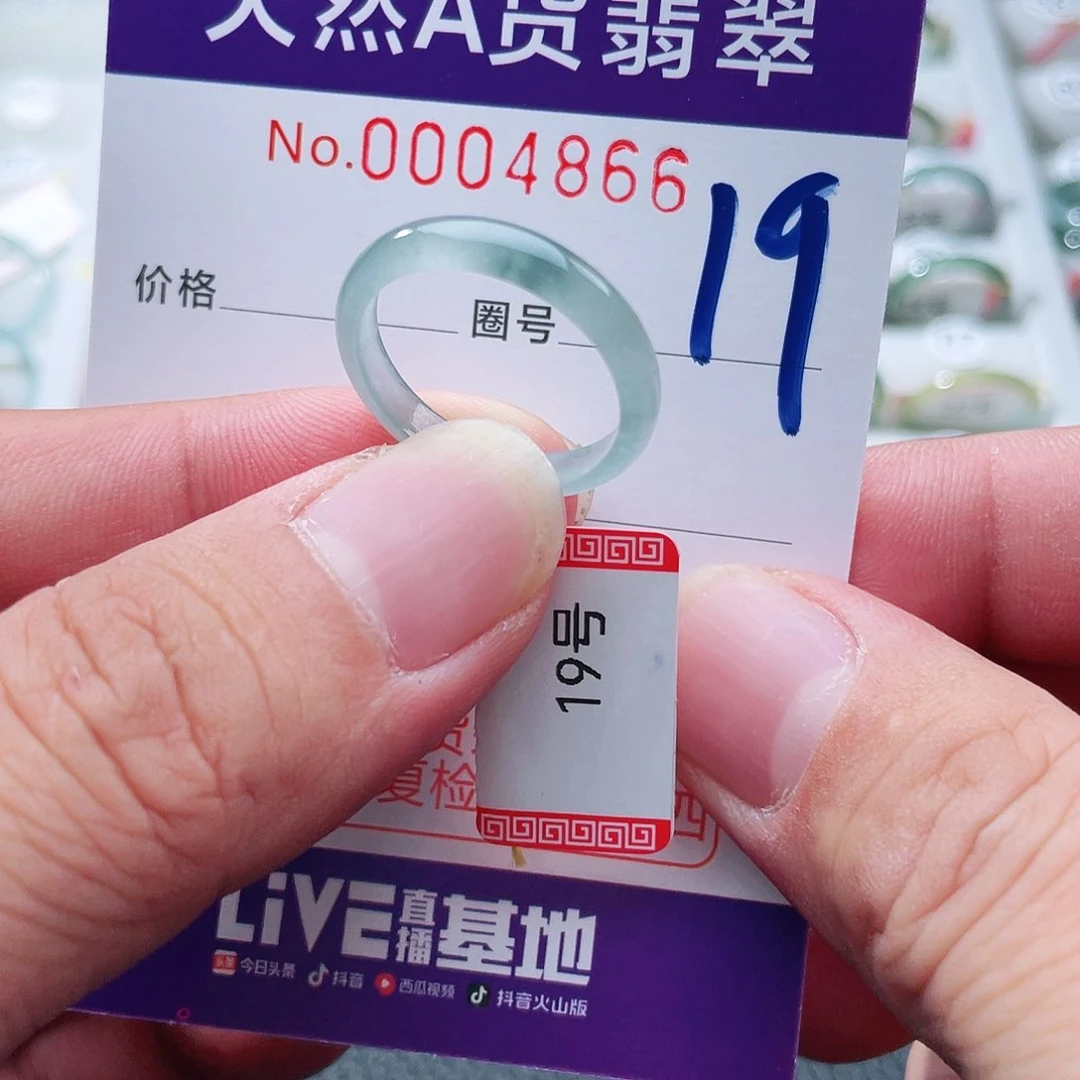 天然A货翡翠
No.0004866
19
价格 圈号
19号
复检
LiVE直播基地
今日头条 抖音 西瓜视频 抖音火山版